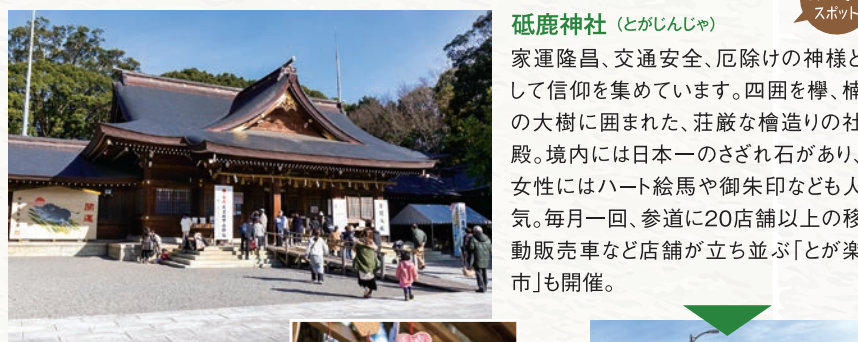 スポット
砥鹿神社（とがじんじゃ）
家運隆昌、交通安全、厄除けの神様と
して信仰を集めています。四囲を欅、楠
の大樹に囲まれた、荘厳な檜造りの社
殿。境内には日本一のさざれ石があり、
女性にはハート絵馬や御朱印なども人
気。毎月一回、参道に20店舗以上の移
動販売車など店舗が立ち並ぶ「とが楽
市」も開催。
開運